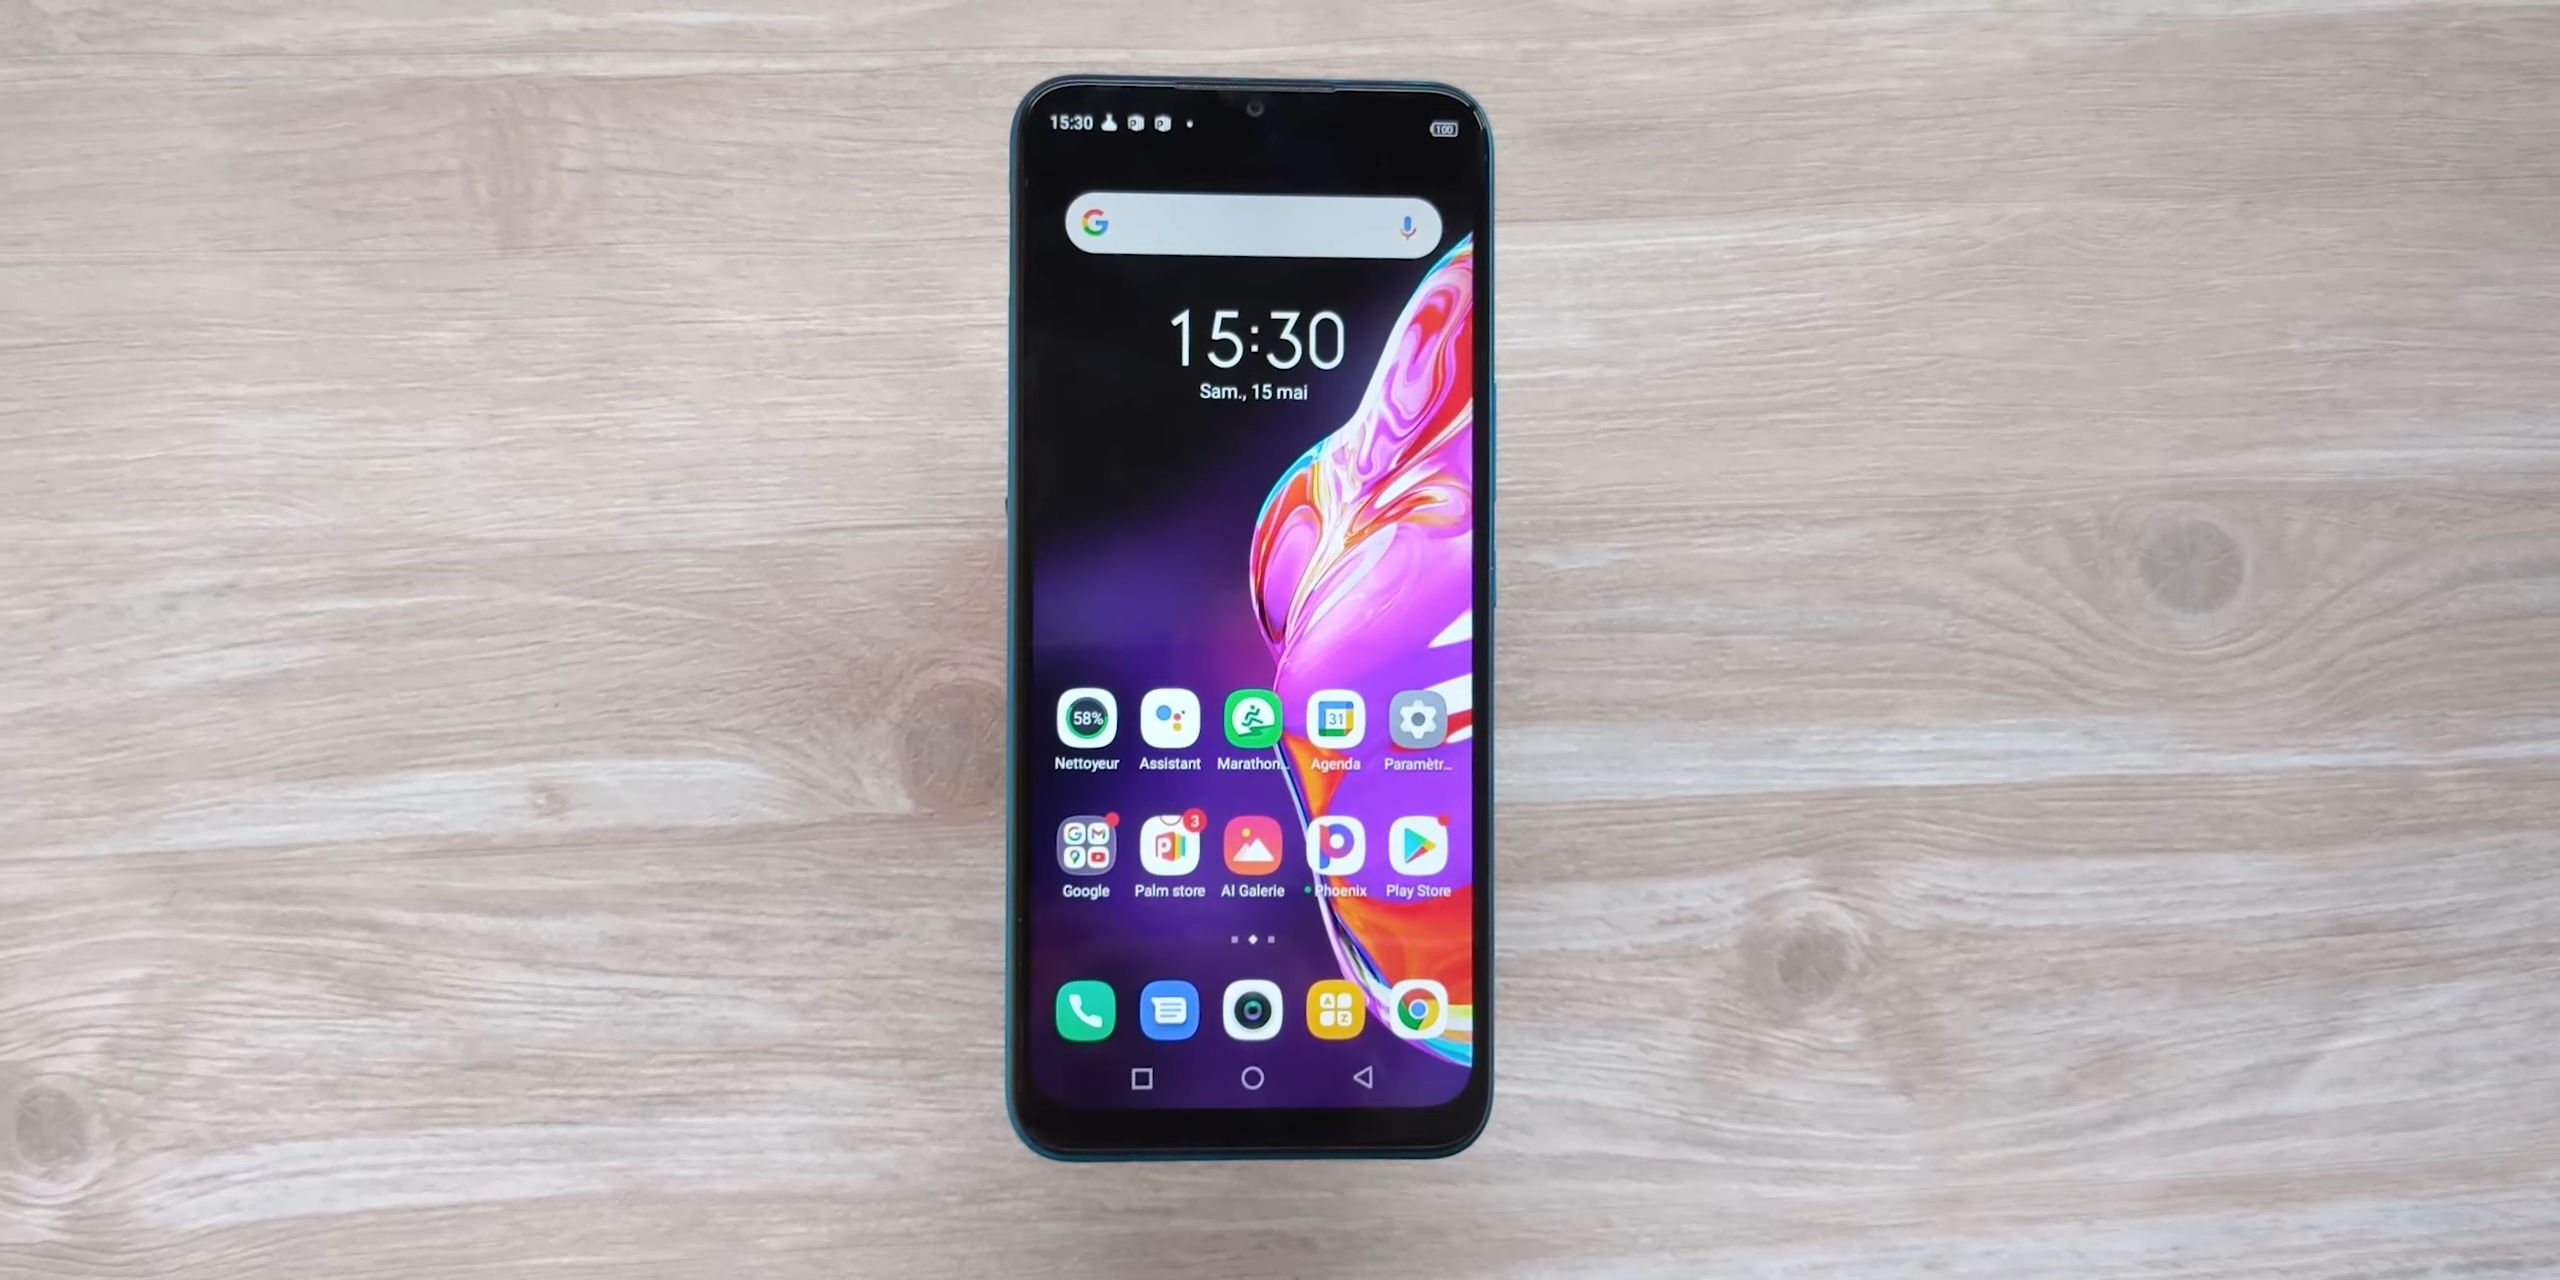 15:30
100
15:30
Sam., 15 mai
58%
31
Nettoyeur Assistant Marathon... Agenda Paramètr...
3
Google Palm store AI Galerie Phoenix Play Store
A
Z